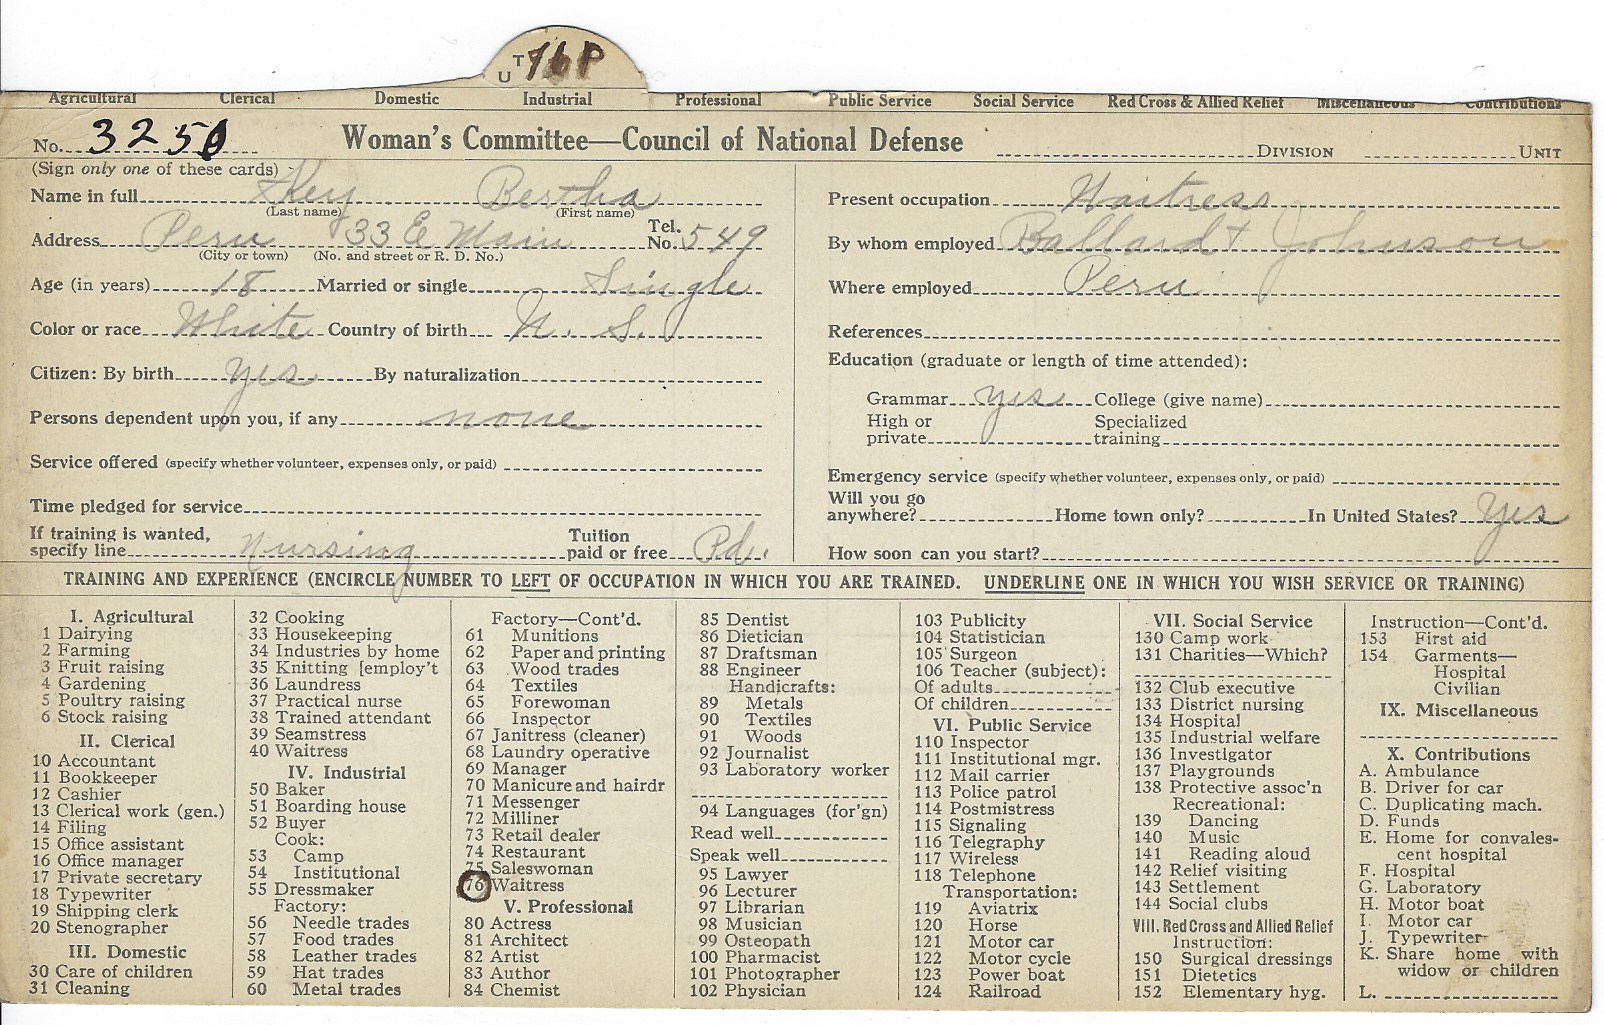 U T 76P
Agricultural Clerical Domestic Industrial Professional Public Service Social Service Red Cross & Allied Relief Miscellaneous Contributions
No. 3251 Woman's Committee—Council of National Defense DIVISION UNIT
(Sign only one of these cards)
Name in full Key Bertha
(Last name) (First name)
Address Peru 33 E Main Tel. No. 549
(City or town) (No. and street or R. D. No.)
Age (in years) 18 Married or single Single
Color or race White Country of birth U. S.
Citizen: By birth yes By naturalization
Persons dependent upon you, if any none
Service offered (specify whether volunteer, expenses only, or paid)
Time pledged for service
If training is wanted,
specify line Nursing Tuition paid or free Pd.
Present occupation Waitress
By whom employed Ballard & Johnson
Where employed Peru
References
Education (graduate or length of time attended):
Grammar yes College (give name)
High or private Specialized training
Emergency service (specify whether volunteer, expenses only, or paid)
Will you go
anywhere? Home town only? In United States? Yes
How soon can you start?
TRAINING AND EXPERIENCE (ENCIRCLE NUMBER TO LEFT OF OCCUPATION IN WHICH YOU ARE TRAINED. UNDERLINE ONE IN WHICH YOU WISH SERVICE OR TRAINING)
I. Agricultural
1 Dairying
2 Farming
3 Fruit raising
4 Gardening
5 Poultry raising
6 Stock raising
II. Clerical
10 Accountant
11 Bookkeeper
12 Cashier
13 Clerical work (gen.)
14 Filing
15 Office assistant
16 Office manager
17 Private secretary
18 Typewriter
19 Shipping clerk
20 Stenographer
III. Domestic
30 Care of children
31 Cleaning
32 Cooking
33 Housekeeping
34 Industries by home
35 Knitting [employ't
36 Laundress
37 Practical nurse
38 Trained attendant
39 Seamstress
40 Waitress
IV. Industrial
50 Baker
51 Boarding house
52 Buyer
Cook:
53 Camp
54 Institutional
55 Dressmaker
Factory:
56 Needle trades
57 Food trades
58 Leather trades
59 Hat trades
60 Metal trades
Factory—Cont'd.
61 Munitions
62 Paper and printing
63 Wood trades
64 Textiles
65 Forewoman
66 Inspector
67 Janitress (cleaner)
68 Laundry operative
69 Manager
70 Manicure and hairdr
71 Messenger
72 Milliner
73 Retail dealer
74 Restaurant
75 Saleswoman
76 Waitress
V. Professional
80 Actress
81 Architect
82 Artist
83 Author
84 Chemist
85 Dentist
86 Dietician
87 Draftsman
88 Engineer
Handicrafts:
89 Metals
90 Textiles
91 Woods
92 Journalist
93 Laboratory worker
94 Languages (for'gn)
Read well
Speak well
95 Lawyer
96 Lecturer
97 Librarian
98 Musician
99 Osteopath
100 Pharmacist
101 Photographer
102 Physician
103 Publicity
104 Statistician
105 Surgeon
106 Teacher (subject):
Of adults
Of children
VI. Public Service
110 Inspector
111 Institutional mgr.
112 Mail carrier
113 Police patrol
114 Postmistress
115 Signaling
116 Telegraphy
117 Wireless
118 Telephone
Transportation:
119 Aviatrix
120 Horse
121 Motor car
122 Motor cycle
123 Power boat
124 Railroad
VII. Social Service
130 Camp work
131 Charities—Which?
132 Club executive
133 District nursing
134 Hospital
135 Industrial welfare
136 Investigator
137 Playgrounds
138 Protective assoc'n
Recreational:
139 Dancing
140 Music
141 Reading aloud
142 Relief visiting
143 Settlement
144 Social clubs
VIII. Red Cross and Allied Relief
Instruction:
150 Surgical dressings
151 Dietetics
152 Elementary hyg.
Instruction—Cont'd.
153 First aid
154 Garments—
Hospital
Civilian
IX. Miscellaneous
X. Contributions
A. Ambulance
B. Driver for car
C. Duplicating mach.
D. Funds
E. Home for convales-
cent hospital
F. Hospital
G. Laboratory
H. Motor boat
I. Motor car
J. Typewriter
K. Share home with
widow or children
L.